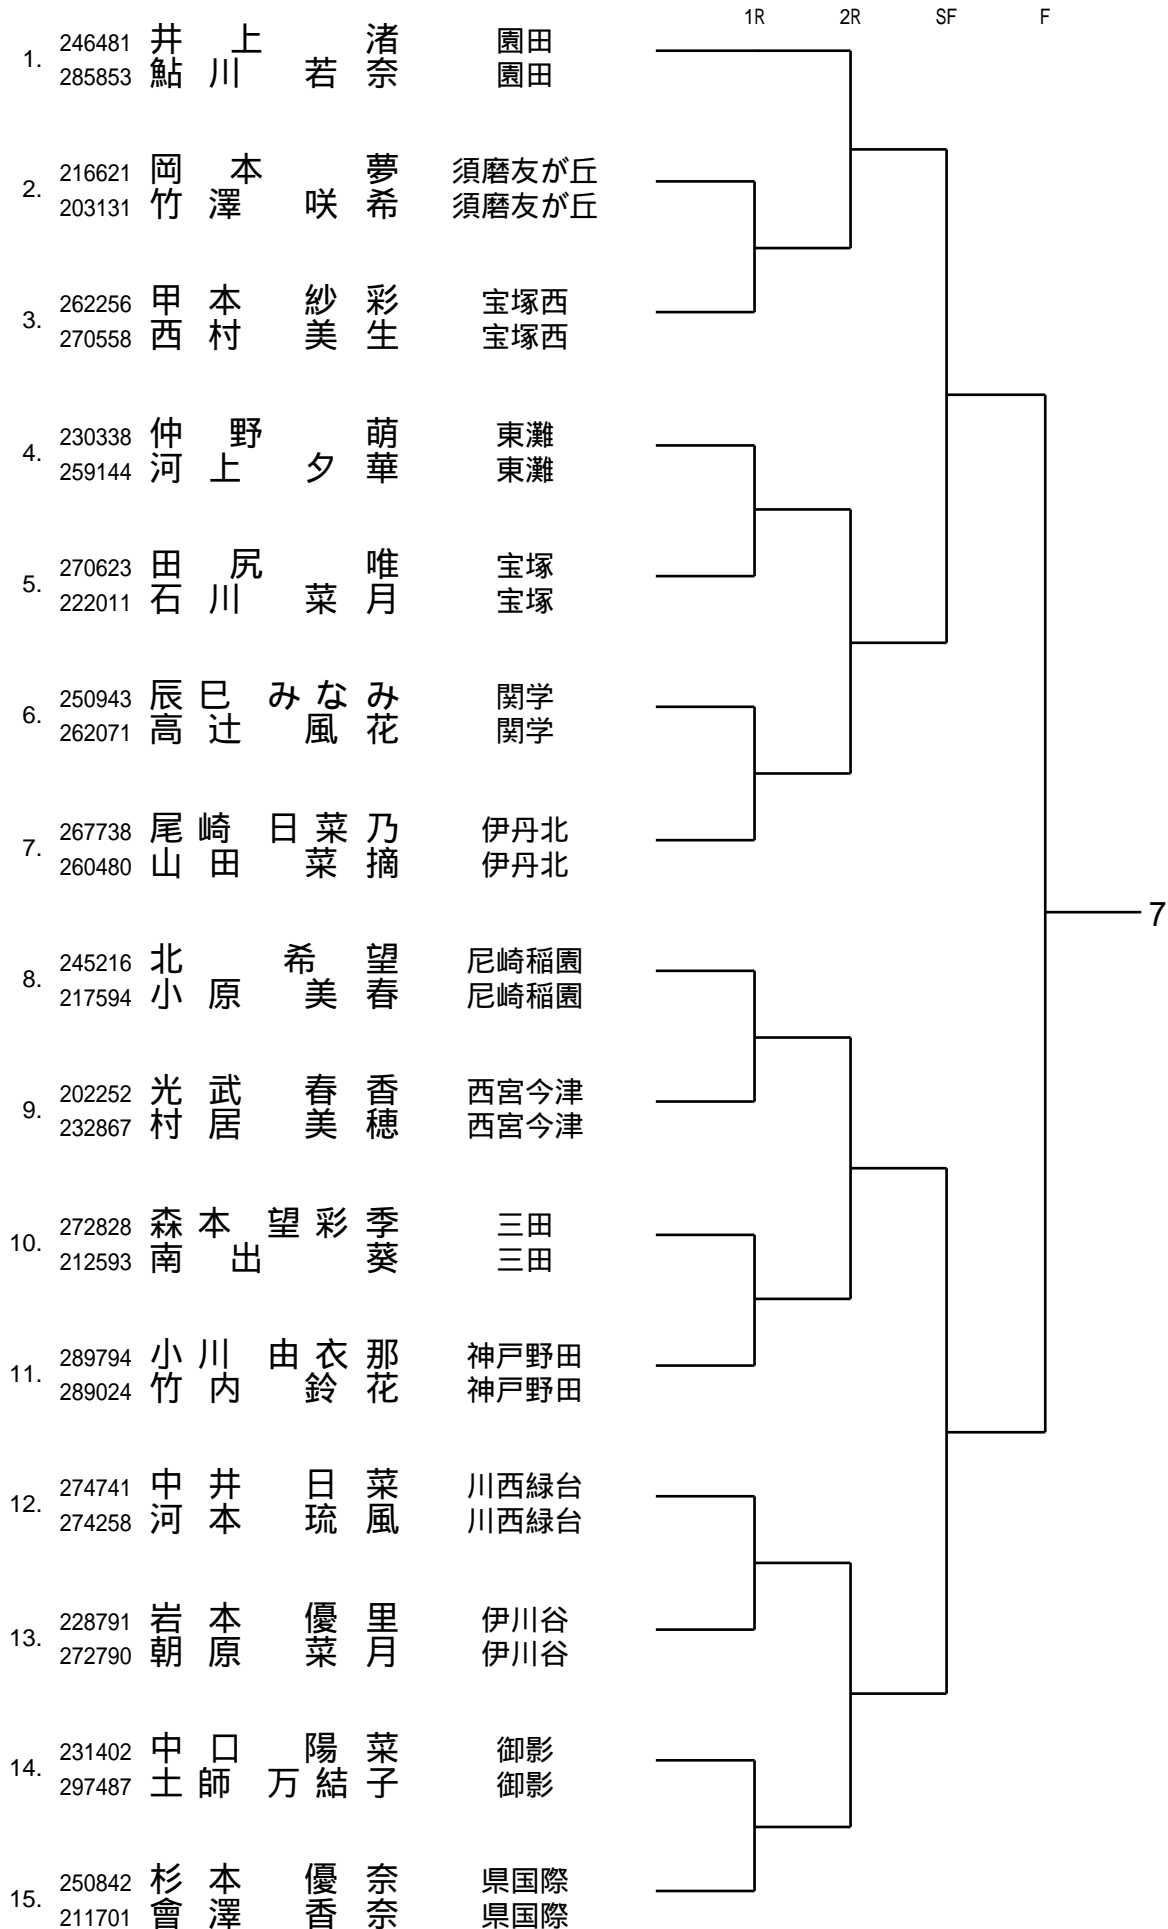 1R 2R SF F
1. 246481 井上 渚 園田
285853 鮎川 若奈 園田
2. 216621 岡本 夢 須磨友が丘
203131 竹澤 咲希 須磨友が丘
3. 262256 甲本 紗彩 宝塚西
270558 西村 美生 宝塚西
4. 230338 仲野 萌 東灘
259144 河上 夕華 東灘
5. 270623 田尻 唯 宝塚
222011 石川 菜月 宝塚
6. 250943 辰巳 みなみ 関学
262071 高辻 風花 関学
7. 267738 尾崎 日菜乃 伊丹北
260480 山田 菜摘 伊丹北
7
8. 245216 北 希望 尼崎稲園
217594 小原 美春 尼崎稲園
9. 202252 光武 春香 西宮今津
232867 村居 美穂 西宮今津
10. 272828 森本 望彩季 三田
212593 南出 葵 三田
11. 289794 小川 由衣那 神戸野田
289024 竹内 鈴花 神戸野田
12. 274741 中井 日菜 川西緑台
274258 河本 琉風 川西緑台
13. 228791 岩本 優里 伊川谷
272790 朝原 菜月 伊川谷
14. 231402 中口 陽菜 御影
297487 土師 万結子 御影
15. 250842 杉本 優奈 県国際
211701 會澤 香奈 県国際